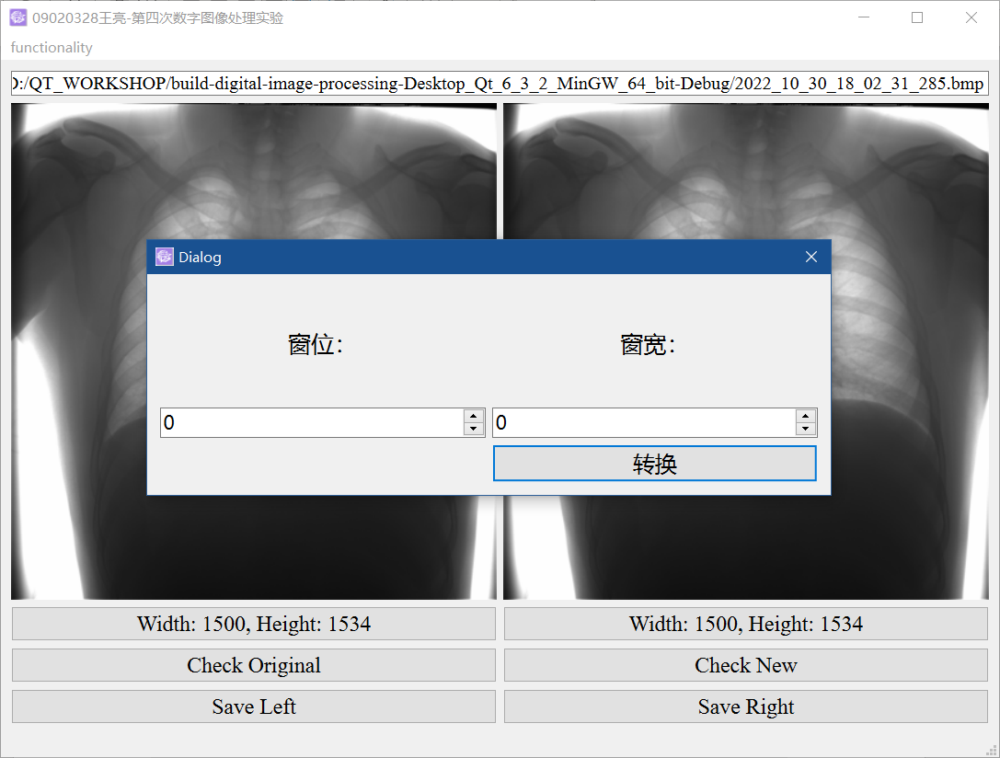 09020328王亮-第四次数字图像处理实验
functionality
:/QT_WORKSHOP/build-digital-image-processing-Desktop_Qt_6_3_2_MinGW_64_bit-Debug/2022_10_30_18_02_31_285.bmp
Dialog
窗位： 窗宽：
0 0
转换
Width: 1500, Height: 1534 Width: 1500, Height: 1534
Check Original Check New
Save Left Save Right